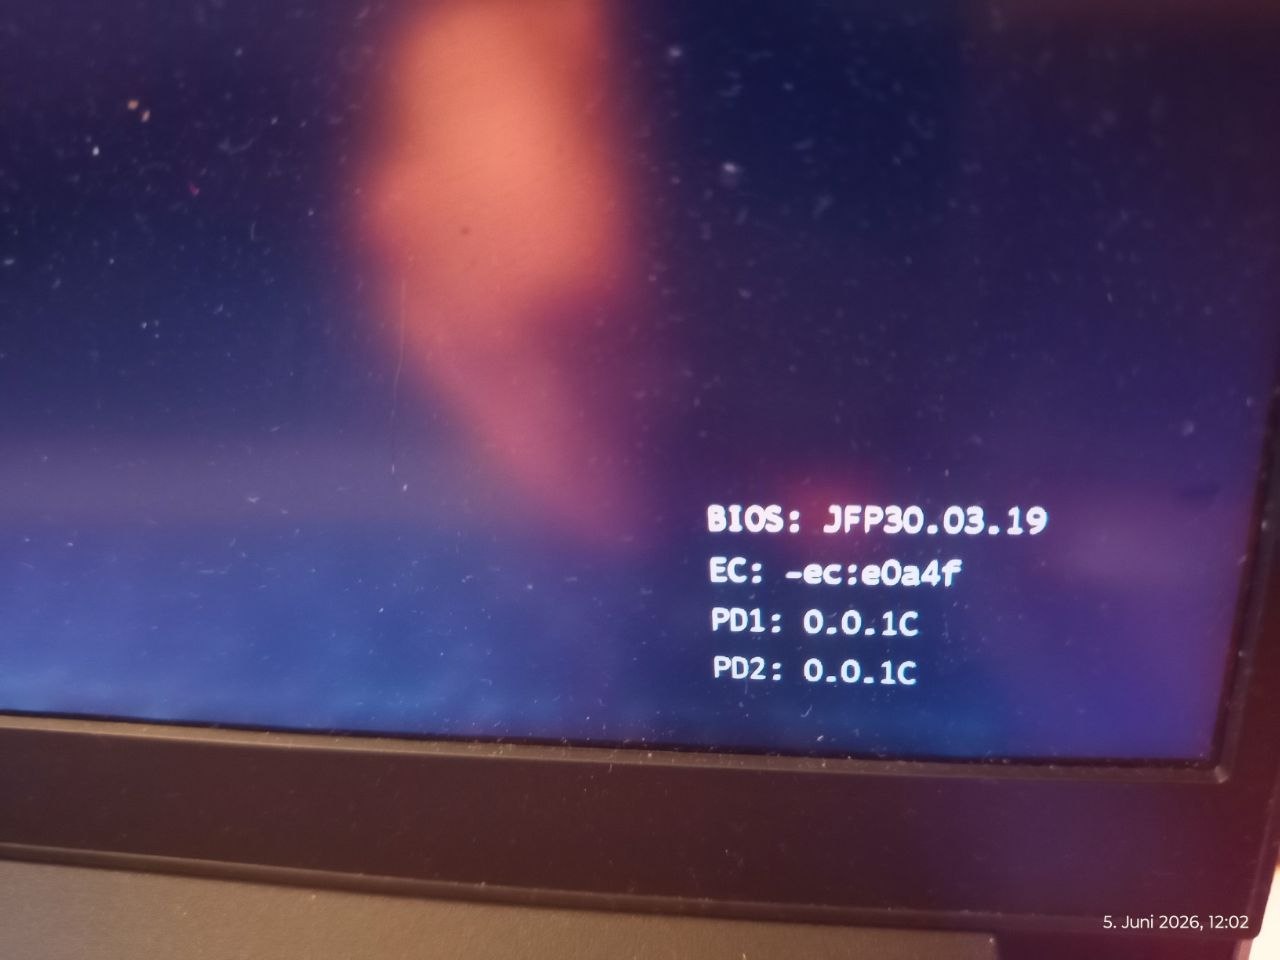 BIOS: JFP30.03.19
EC: -ec:e0a4f
PD1: 0.0.1C
PD2: 0.0.1C
5. Juni 2026, 12:02